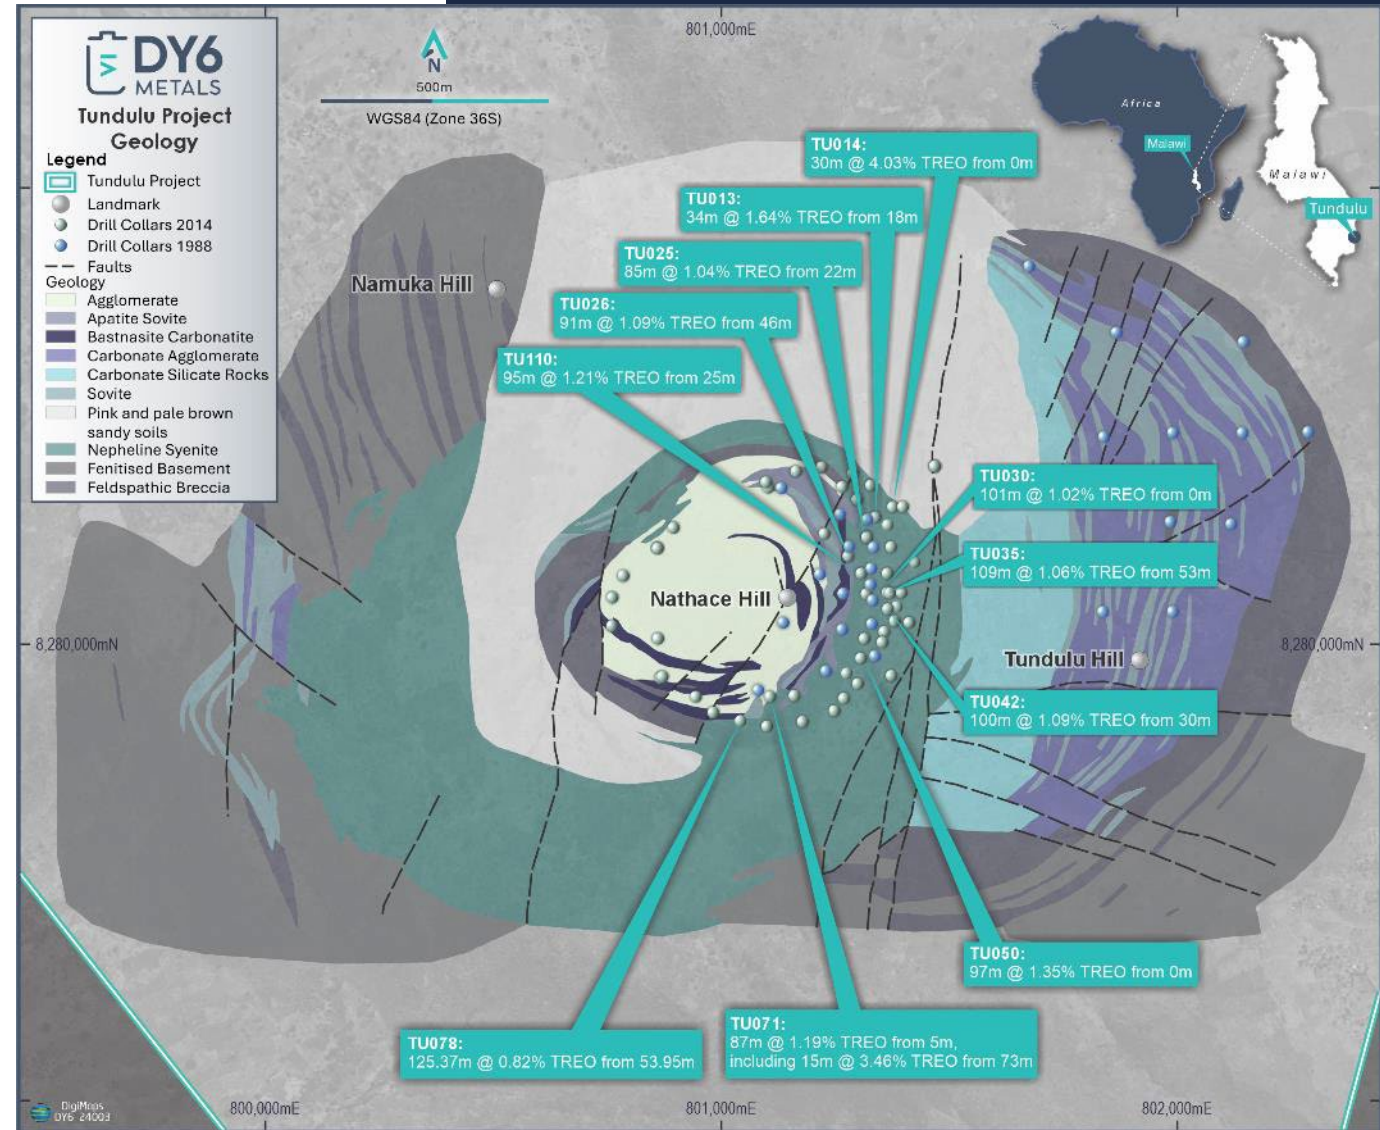 DY6
METALS
Tundulu Project
Geology
Legend
Tundulu Project
Landmark
Drill Collars 2014
Drill Collars 1988
Faults
Geology
Agglomerate
Apatite Sovite
Bastnasite Carbonatite
Carbonate Agglomerate
Carbonate Silicate Rocks
Sovite
Pink and pale brown
sandy soils
Nepheline Syenite
Fenitised Basement
Feldspathic Breccia
N
500m
WGS84 (Zone 36S)
801,000mE
Africa
Malawi
Malawi
Tundulu
TU014:
30m @ 4.03% TREO from 0m
TU013:
34m @ 1.64% TREO from 18m
TU025:
85m @ 1.04% TREO from 22m
TU026:
91m @ 1.09% TREO from 46m
TU110:
95m @ 1.21% TREO from 25m
Namuka Hill
TU030:
101m @ 1.02% TREO from 0m
TU035:
109m @ 1.06% TREO from 53m
Nathace Hill
8,280,000mN
Tundulu Hill
8,280,000mN
TU042:
100m @ 1.09% TREO from 30m
TU050:
97m @ 1.35% TREO from 0m
TU078:
125.37m @ 0.82% TREO from 53.95m
TU071:
87m @ 1.19% TREO from 5m,
including 15m @ 3.46% TREO from 73m
DigiMaps
DY6 24003
800,000mE
801,000mE
802,000mE